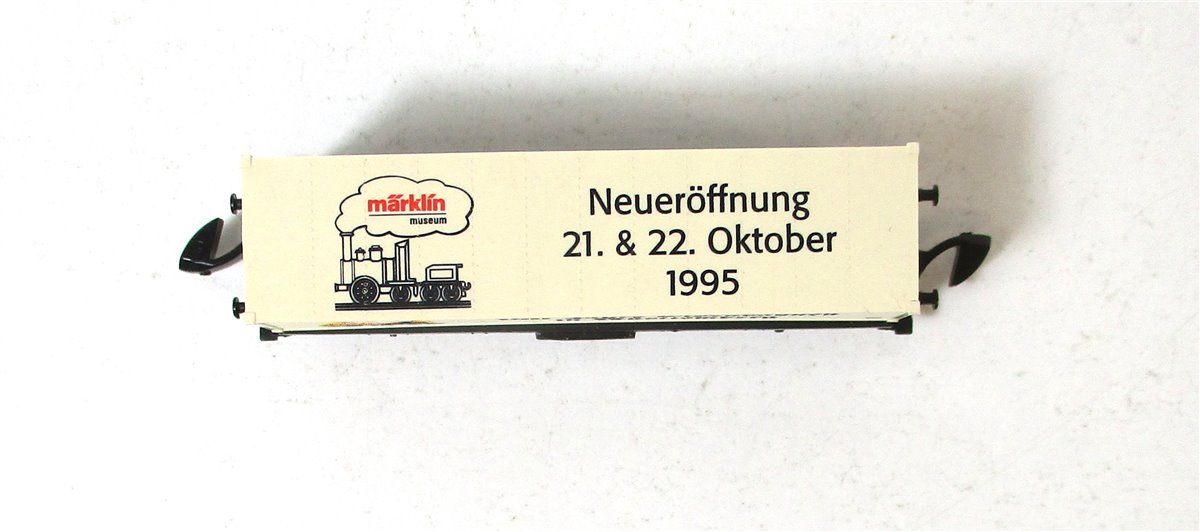 märklin
museum
Neueröffnung
21. & 22. Oktober
1995